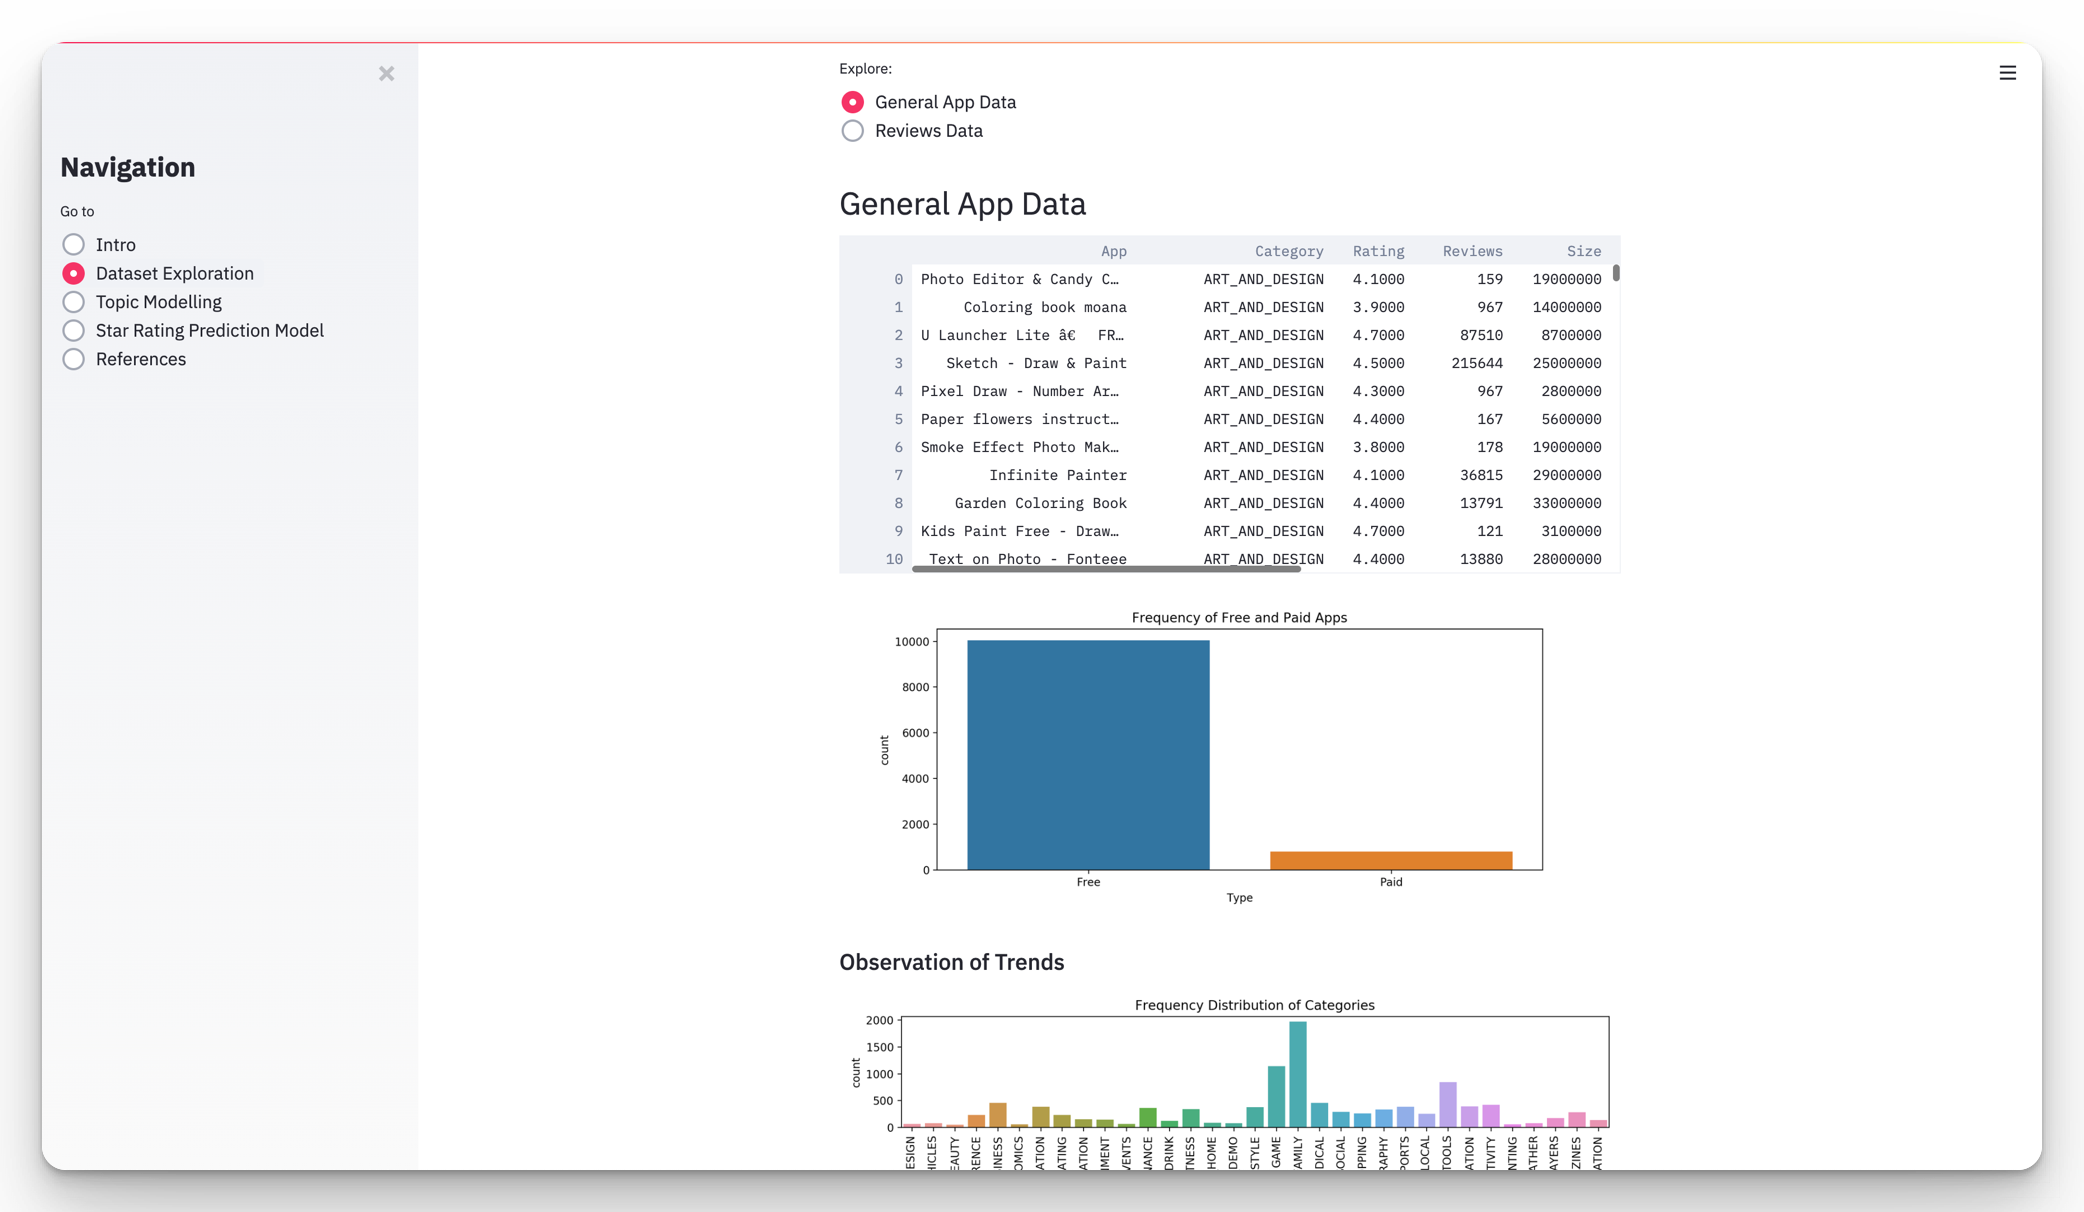 Navigation
Go to
Intro
Dataset Exploration
Topic Modelling
Star Rating Prediction Model
References
Explore:
General App Data
Reviews Data
General App Data
App Category Rating Reviews Size
0 Photo Editor & Candy C… ART_AND_DESIGN 4.1000 159 19000000
1 Coloring book moana ART_AND_DESIGN 3.9000 967 14000000
2 U Launcher Lite â€ FR… ART_AND_DESIGN 4.7000 87510 8700000
3 Sketch - Draw & Paint ART_AND_DESIGN 4.5000 215644 25000000
4 Pixel Draw - Number Ar… ART_AND_DESIGN 4.3000 967 2800000
5 Paper flowers instruct… ART_AND_DESIGN 4.4000 167 5600000
6 Smoke Effect Photo Mak… ART_AND_DESIGN 3.8000 178 19000000
7 Infinite Painter ART_AND_DESIGN 4.1000 36815 29000000
8 Garden Coloring Book ART_AND_DESIGN 4.4000 13791 33000000
9 Kids Paint Free - Draw… ART_AND_DESIGN 4.7000 121 3100000
10 Text on Photo - Fonteee ART_AND_DESIGN 4.4000 13880 28000000
Frequency of Free and Paid Apps
10000
8000
6000
4000
2000
0
count
Free Paid
Type
Observation of Trends
Frequency Distribution of Categories
2000
1500
1000
500
0
count
ESIGN
HICLES
EAUTY
RENCE
INESS
OMICS
ATION
ATING
ATION
NMENT
VENTS
NANCE
DRINK
TNESS
HOME
DEMO
STYLE
GAME
AMILY
DICAL
OCIAL
PPING
RAPHY
PORTS
LOCAL
TOOLS
ATION
TIVITY
NTING
ATHER
AYERS
ZINES
ATION